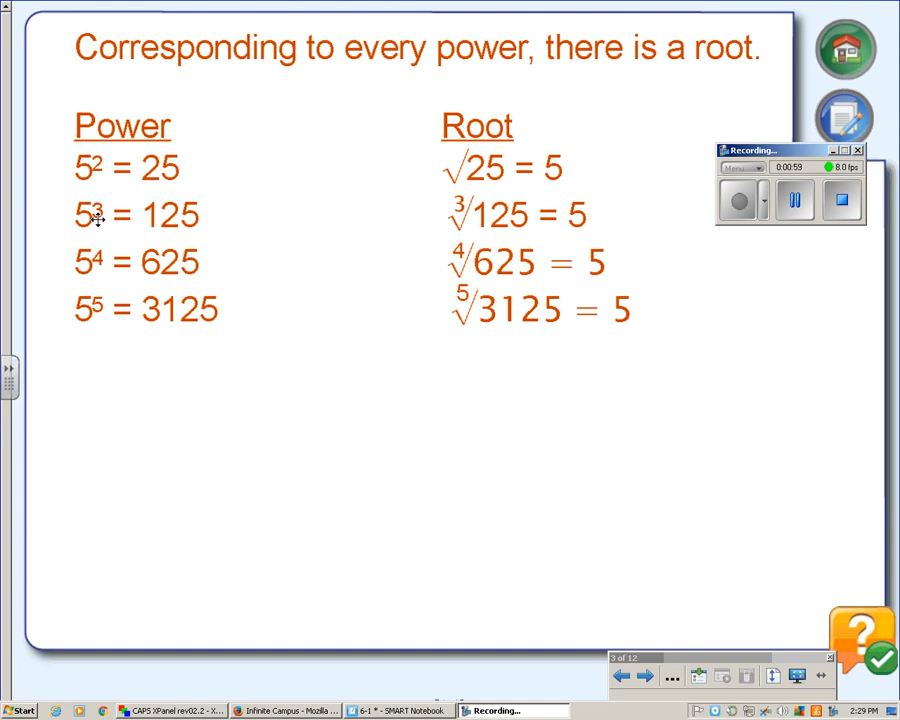 Corresponding to every power, there is a root.
Power
Root
5² = 25
√25 = 5
5³ = 125
∛125 = 5
5⁴ = 625
∜625 = 5
5⁵ = 3125
⁵√3125 = 5
Recording...
Menu
0:00:59
8.0 fps
3 of 12
Start
CAPS XPanel rev02.2 - X...
Infinite Campus - Mozilla ...
6-1 * - SMART Notebook
Recording...
2:29 PM